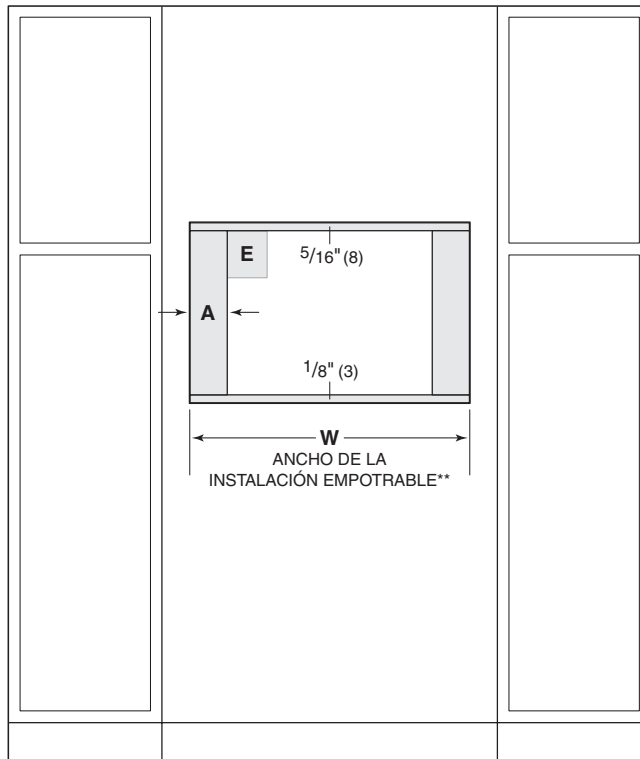 E
5/16" (8)
A
1/8" (3)
W
ANCHO DE LA
INSTALACIÓN EMPOTRABLE**